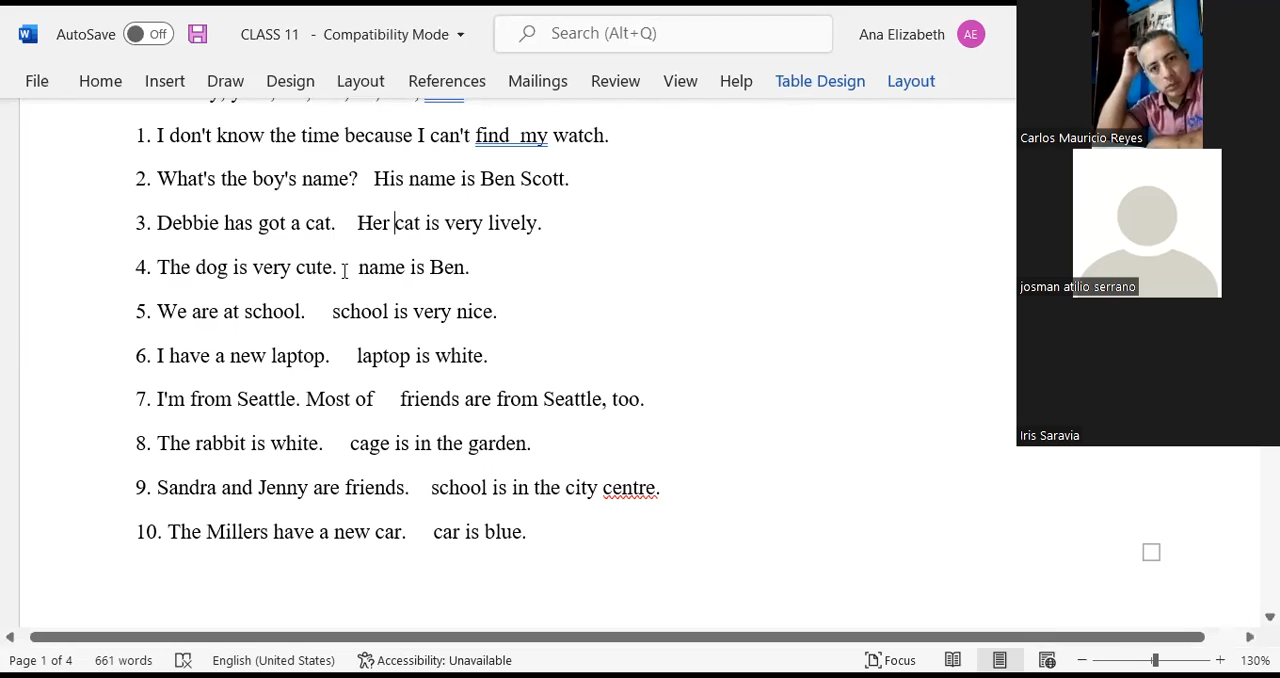 AutoSave Off CLASS 11 - Compatibility Mode Search (Alt+Q) Ana Elizabeth AE
File Home Insert Draw Design Layout References Mailings Review View Help Table Design Layout
1. I don't know the time because I can't find my watch.
2. What's the boy's name? His name is Ben Scott.
3. Debbie has got a cat. Her cat is very lively.
4. The dog is very cute. name is Ben.
5. We are at school. school is very nice.
6. I have a new laptop. laptop is white.
7. I'm from Seattle. Most of friends are from Seattle, too.
8. The rabbit is white. cage is in the garden.
9. Sandra and Jenny are friends. school is in the city centre.
10. The Millers have a new car. car is blue.
Page 1 of 4 661 words English (United States) Accessibility: Unavailable Focus 130%
Carlos Mauricio Reyes
josman atilio serrano
Iris Saravia